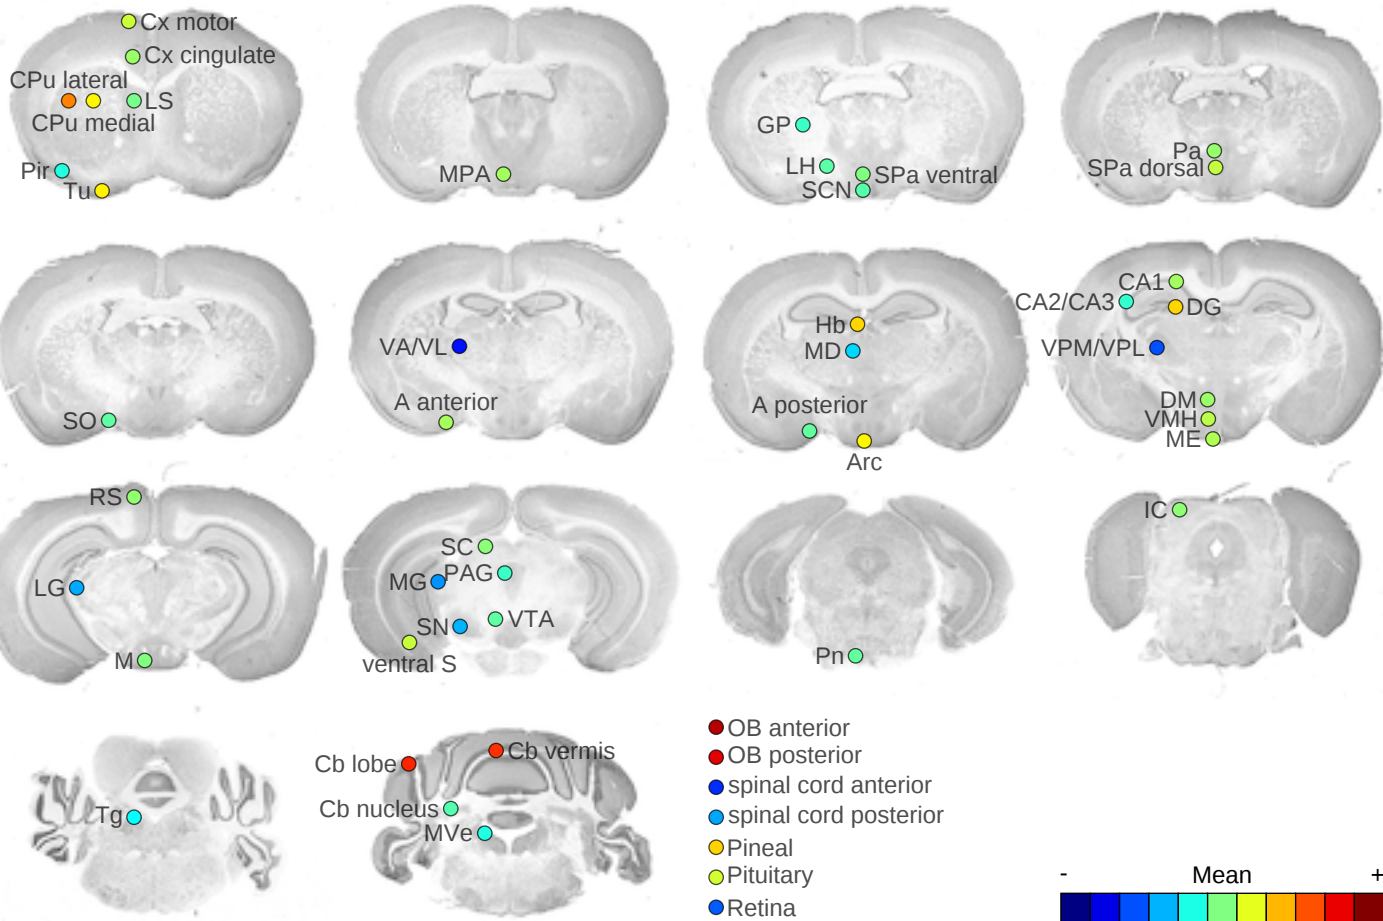 Cx motor
Cx cingulate
CPu lateral
LS
CPu medial
Pir
Tu
MPA
GP
LH
SPa ventral
SCN
Pa
SPa dorsal
SO
VA/VL
A anterior
Hb
MD
A posterior
Arc
CA1
CA2/CA3
DG
VPM/VPL
DM
VMH
ME
RS
LG
M
SC
MG
PAG
SN
VTA
ventral S
Pn
IC
Tg
Cb lobe
Cb vermis
Cb nucleus
MVe
OB anterior
OB posterior
spinal cord anterior
spinal cord posterior
Pineal
Pituitary
Retina
- Mean +